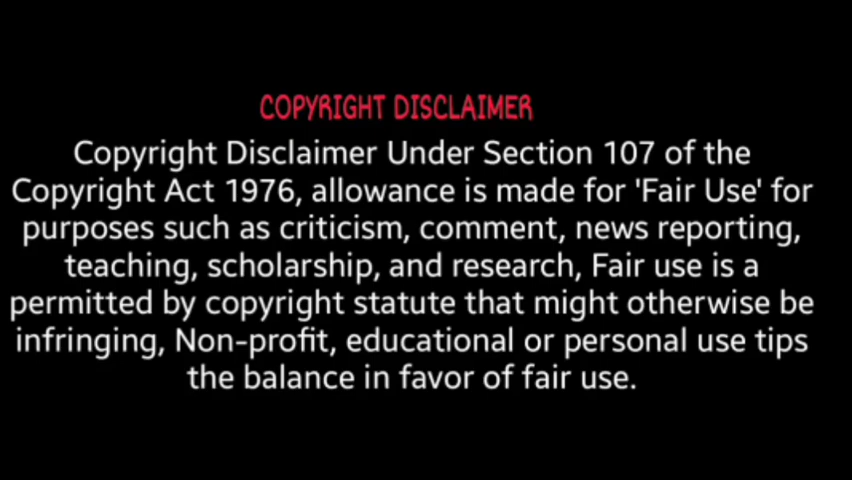 COPYRIGHT DISCLAIMER
Copyright Disclaimer Under Section 107 of the
Copyright Act 1976, allowance is made for 'Fair Use' for
purposes such as criticism, comment, news reporting,
teaching, scholarship, and research, Fair use is a
permitted by copyright statute that might otherwise be
infringing, Non-profit, educational or personal use tips
the balance in favor of fair use.